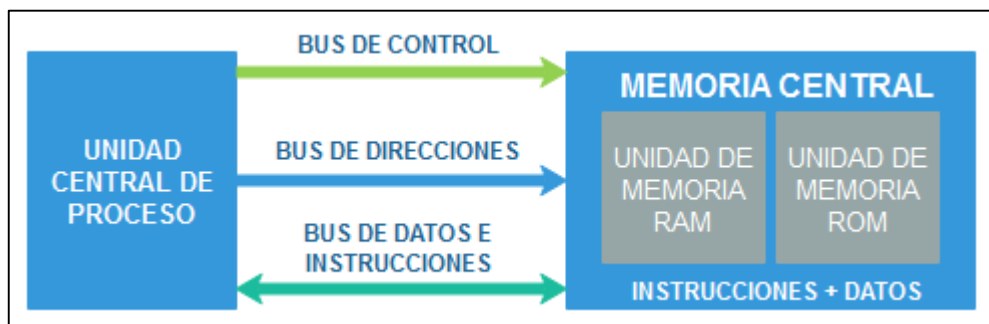 BUS DE CONTROL
MEMORIA CENTRAL
UNIDAD
CENTRAL DE
PROCESO
BUS DE DIRECCIONES
UNIDAD DE
MEMORIA
RAM
UNIDAD DE
MEMORIA
ROM
BUS DE DATOS E
INSTRUCCIONES
INSTRUCCIONES + DATOS